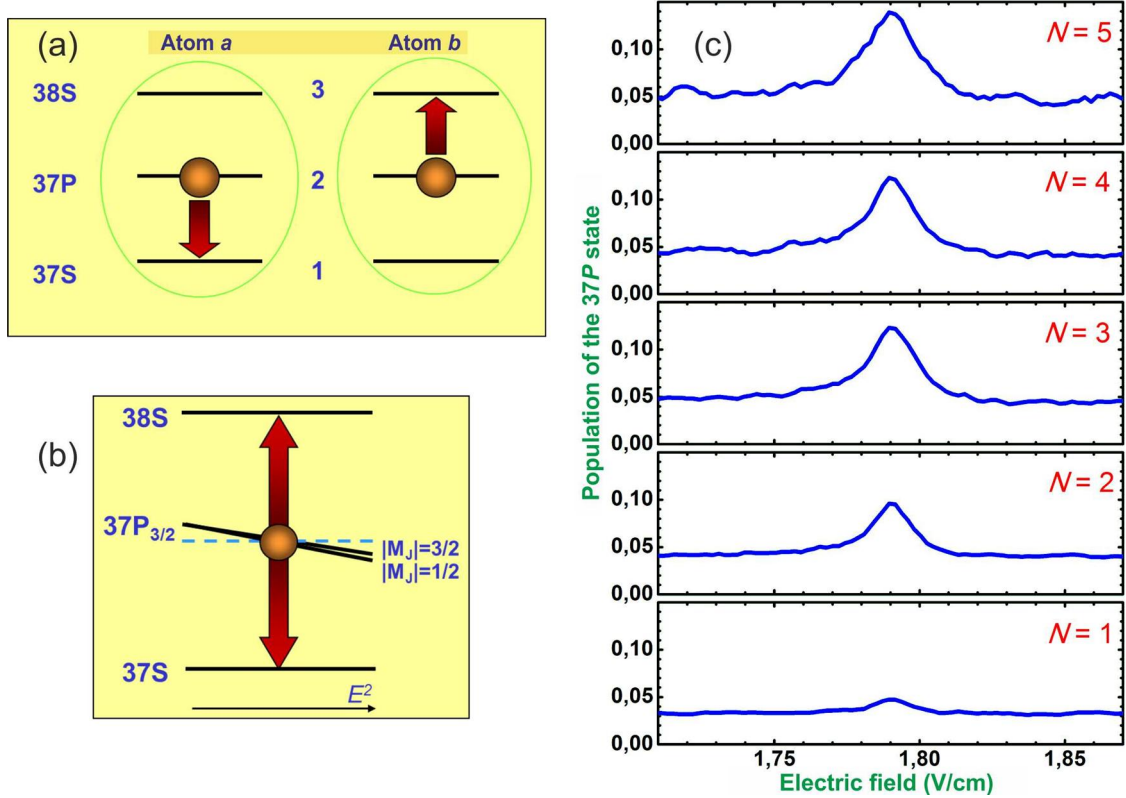 (a)
Atom a
Atom b
38S
3
37P
2
37S
1
(b)
38S
37P3/2
|MJ|=3/2
|MJ|=1/2
37S
E2
(c)
Population of the 37P state
N = 5
0,10
0,05
0,00
N = 4
0,10
0,05
0,00
N = 3
0,10
0,05
0,00
N = 2
0,10
0,05
0,00
N = 1
0,10
0,05
0,00
1,75
1,80
1,85
Electric field (V/cm)